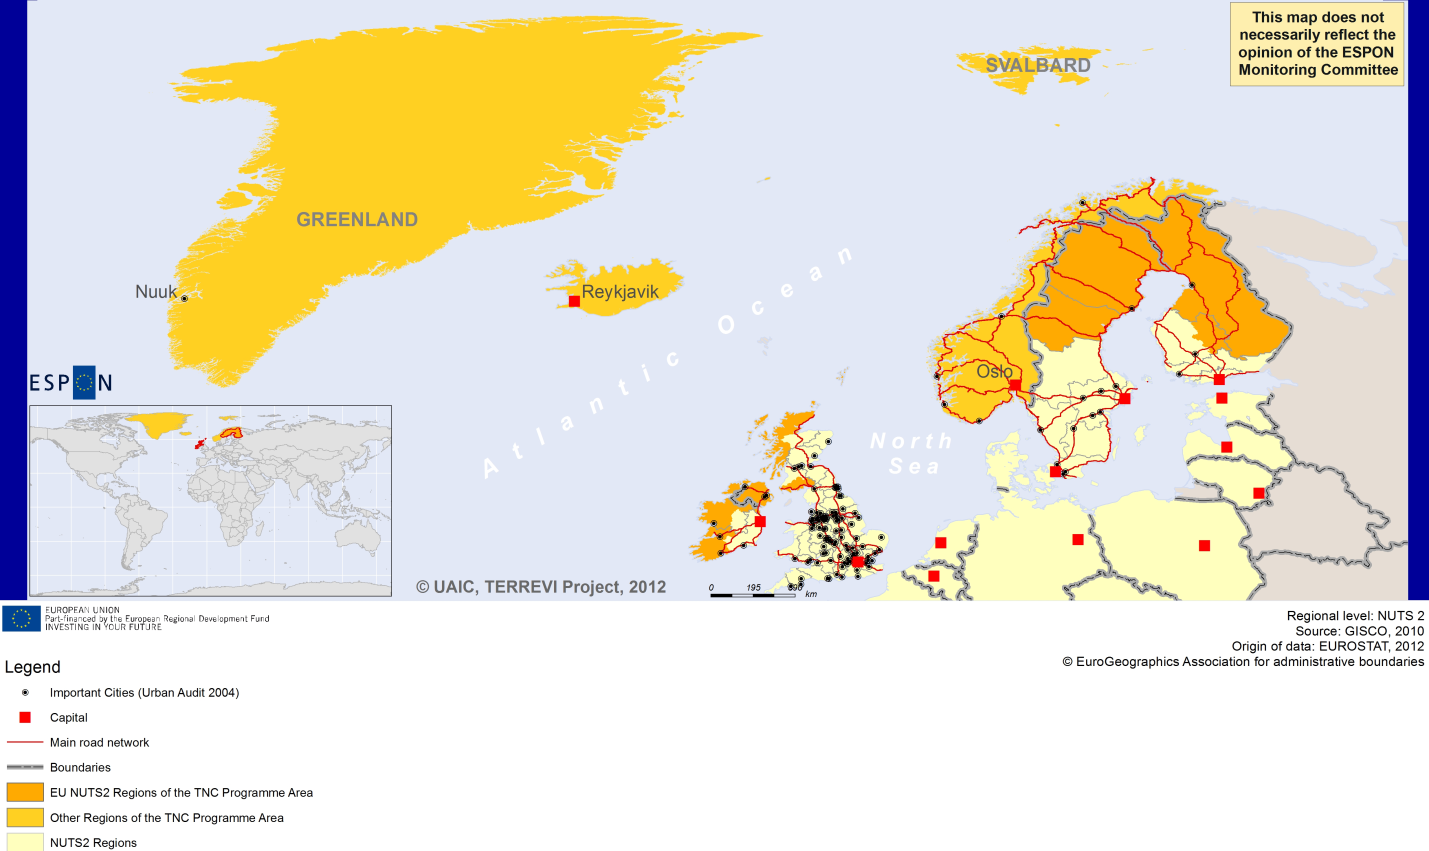 This map does not
necessarily reflect the
opinion of the ESPON
Monitoring Committee
SVALBARD
GREENLAND
Nuuk
Reykjavik
Atlantic Ocean
Oslo
North
Sea
ESPON
© UAIC, TERREVI Project, 2012
0 195 390
km
EUROPEAN UNION
Part-financed by the European Regional Development Fund
INVESTING IN YOUR FUTURE
Regional level: NUTS 2
Source: GISCO, 2010
Origin of data: EUROSTAT, 2012
© EuroGeographics Association for administrative boundaries
Legend
Important Cities (Urban Audit 2004)
Capital
Main road network
Boundaries
EU NUTS2 Regions of the TNC Programme Area
Other Regions of the TNC Programme Area
NUTS2 Regions